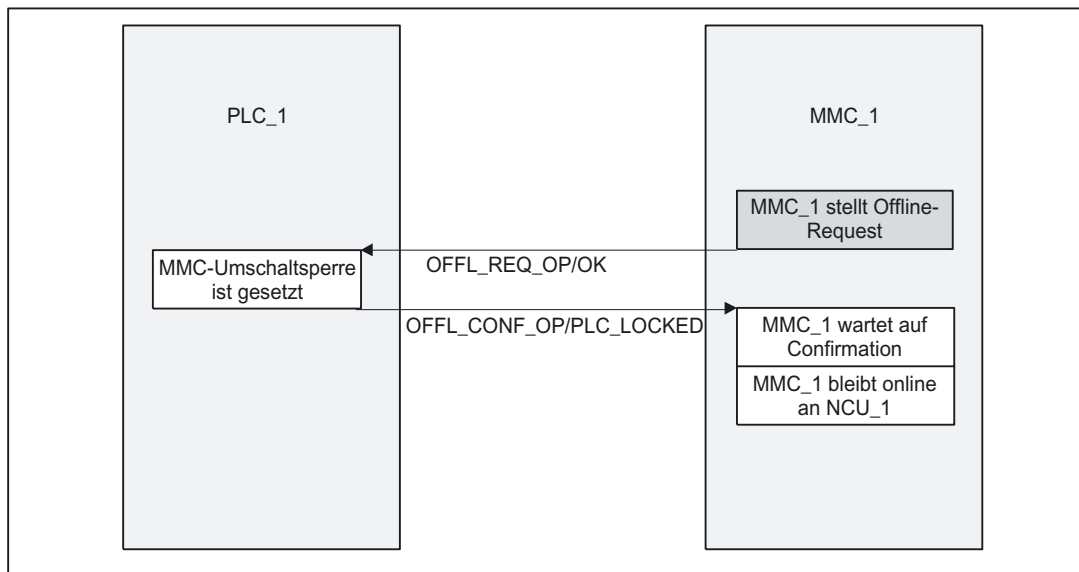 PLC_1
MMC_1
MMC_1 stellt Offline-
Request
OFFL_REQ_OP/OK
MMC-Umschaltsperre
ist gesetzt
OFFL_CONF_OP/PLC_LOCKED
MMC_1 wartet auf
Confirmation
MMC_1 bleibt online
an NCU_1